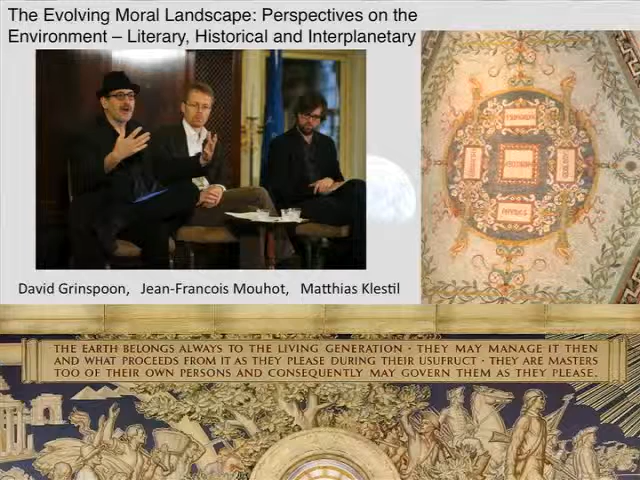 The Evolving Moral Landscape: Perspectives on the
Environment – Literary, Historical and Interplanetary
David Grinspoon, Jean-Francois Mouhot, Matthias Klestil
THE EARTH BELONGS ALWAYS TO THE LIVING GENERATION · THEY MAY MANAGE IT THEN
AND WHAT PROCEEDS FROM IT AS THEY PLEASE DURING THEIR USUFRUCT · THEY ARE MASTERS
TOO OF THEIR OWN PERSONS AND CONSEQUENTLY MAY GOVERN THEM AS THEY PLEASE.